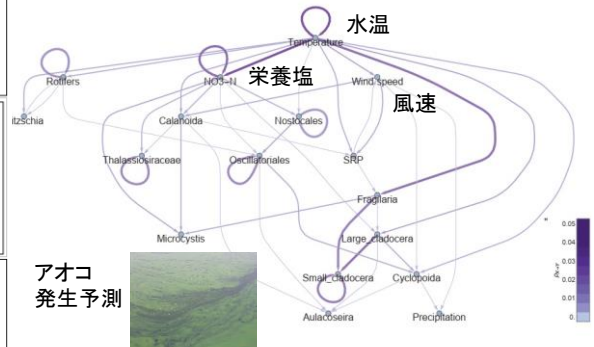 水温
Temperature
Rotifers
NO3-N
栄養塩
Wind speed
風速
itzschia
Calanoida
Nostocales
Thalassiosiraceae
Oscillatoriales
SRP
Fragilaria
Microcystis
Large_cladocera
アオコ
発生予測
Small_cladocera
Cyclopoida
Aulacoseira
Precipitation
0.05
0.04
0.03
0.02
0.01
0.